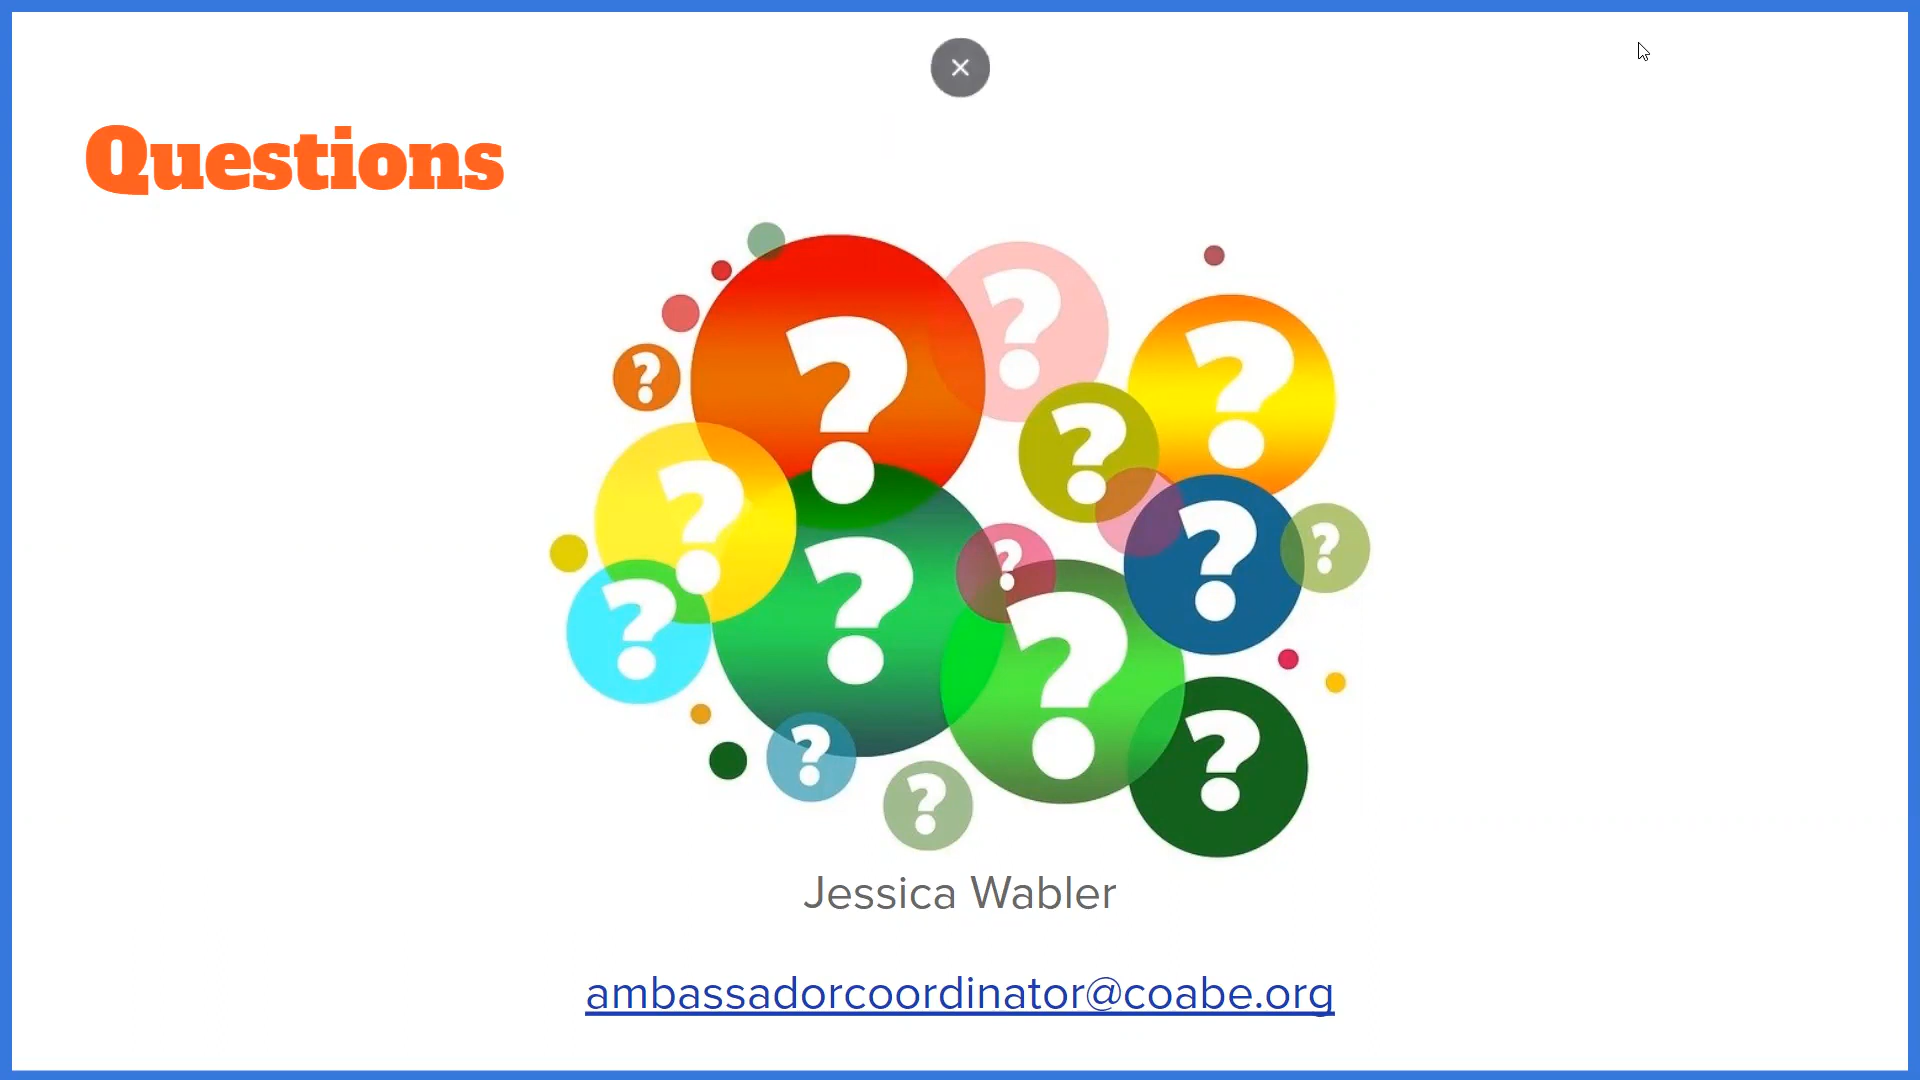 Questions
? ? ? ? ? ? ? ? ? ? ? ? ? ?
Jessica Wabler
ambassadorcoordinator@coabe.org